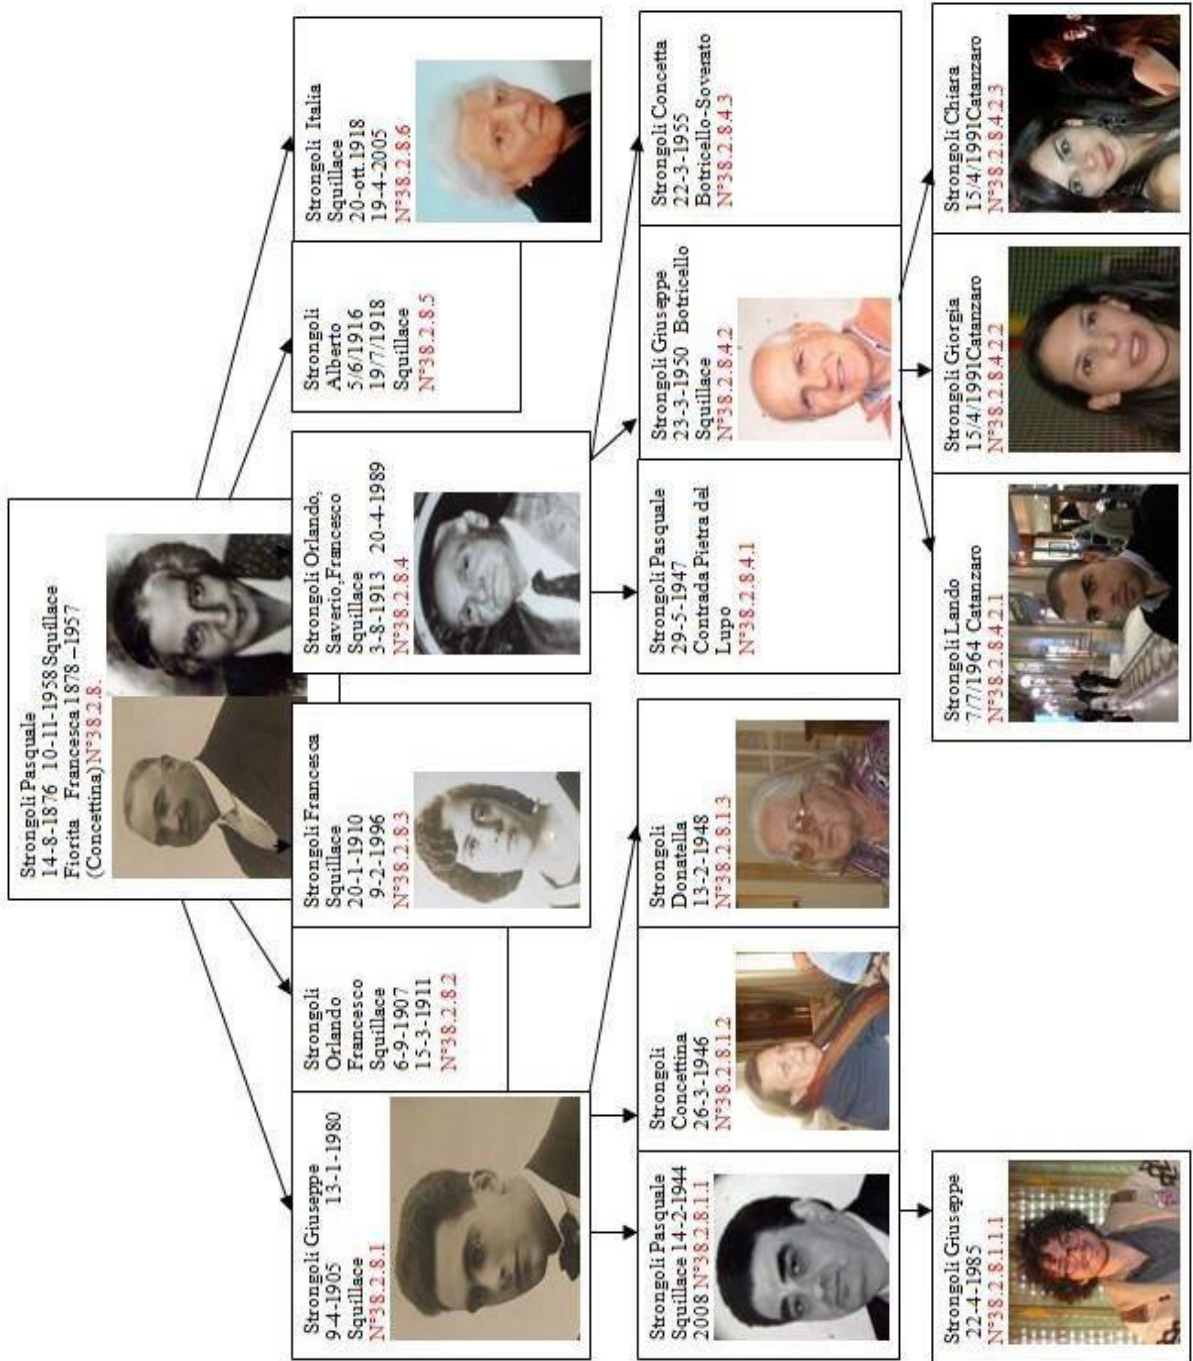 Strongoli Pasquale
14-8-1876 10-11-1958 Squillace
Fiorita Francesca 1878 –1957
(Concettina) N°38.2.8.
Strongoli Giuseppe
9-4-1905 13-1-1980
Squillace
N°38.2.8.1
Strongoli
Orlando
Francesco
Squillace
6-9-1907
15-3-1911
N°38.2.8.2
Strongoli Francesca
Squillace
20-1-1910
9-2-1996
N°38.2.8.3
Strongoli Orlando,
Saverio,Francesco
Squillace
3-8-1913 20-4-1989
N°38.2.8.4
Strongoli
Alberto
5/6/1916
19/7/1918
Squillace
N°38.2.8.5
Strongoli Italia
Squillace
20-ott.1918
19-4-2005
N°38.2.8.6
Strongoli Pasquale
Squillace 14-2-1944
2008 N°38.2.8.1.1
Strongoli
Concettina
26-3-1946
N°38.2.8.1.2
Strongoli
Donatella
13-2-1948
N°38.2.8.1.3
Strongoli Pasquale
29-5-1947
Contrada Pietra del
Lupo
N°38.2.8.4.1
Strongoli Giuseppe
23-3-1950 Botricello
Squillace
N°38.2.8.4.2
Strongoli Concetta
22-3-1955
Botricello-Soverato
N°38.2.8.4.3
Strongoli Giuseppe
22-4-1985
N°38.2.8.1.1.1
Strongoli Lando
7/7/1964 Catanzaro
N°38.2.8.4.2.1
Strongoli Giorgia
15/4/1991Catanzaro
N°38.2.8.4.2.2
Strongoli Chiara
15/4/1991Catanzaro
N°38.2.8.4.2.3